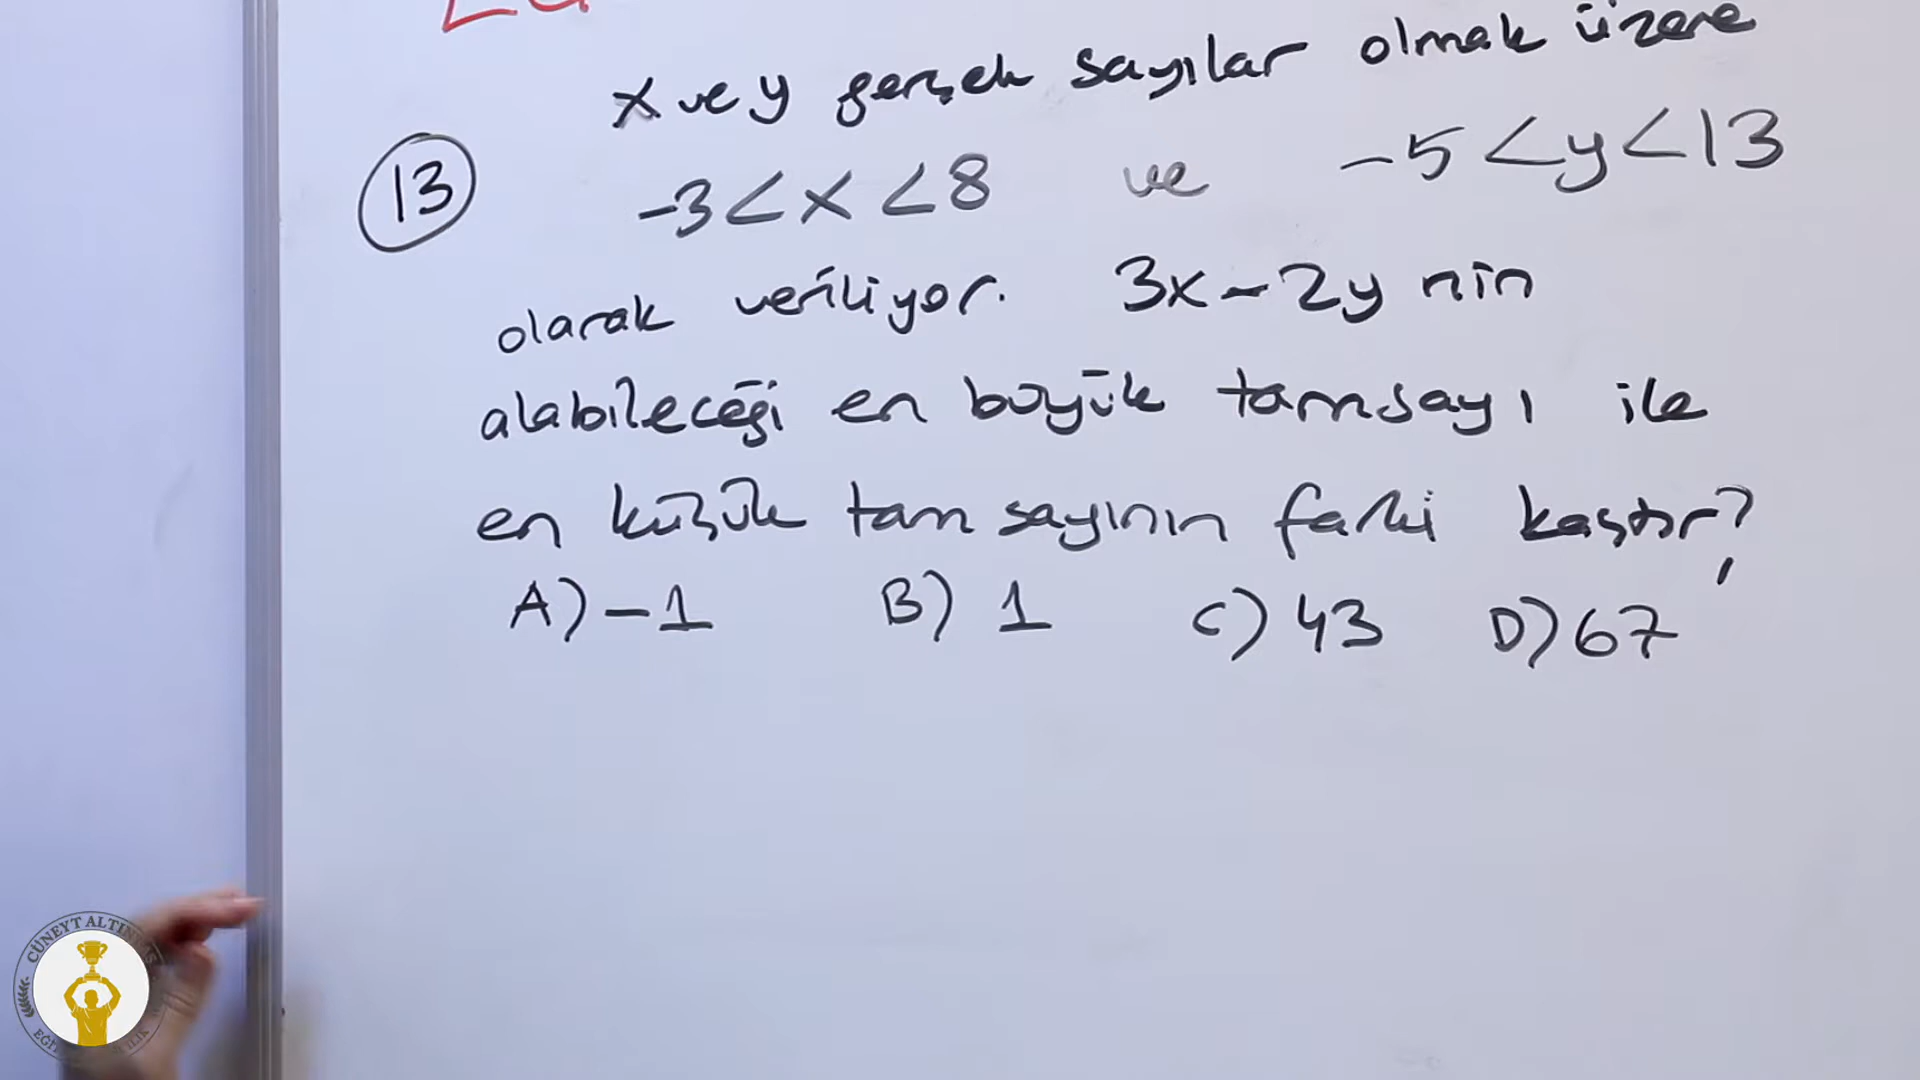 x ve y gerçek sayılar olmak üzere
13
-3<x<8 ve -5<y<13
olarak veriliyor. 3x-2y nin
alabileceği en büyük tamsayı ile
en küçük tam sayının farkı kaçtır?
A) -1 B) 1 C) 43 D) 67
CÜNEYT